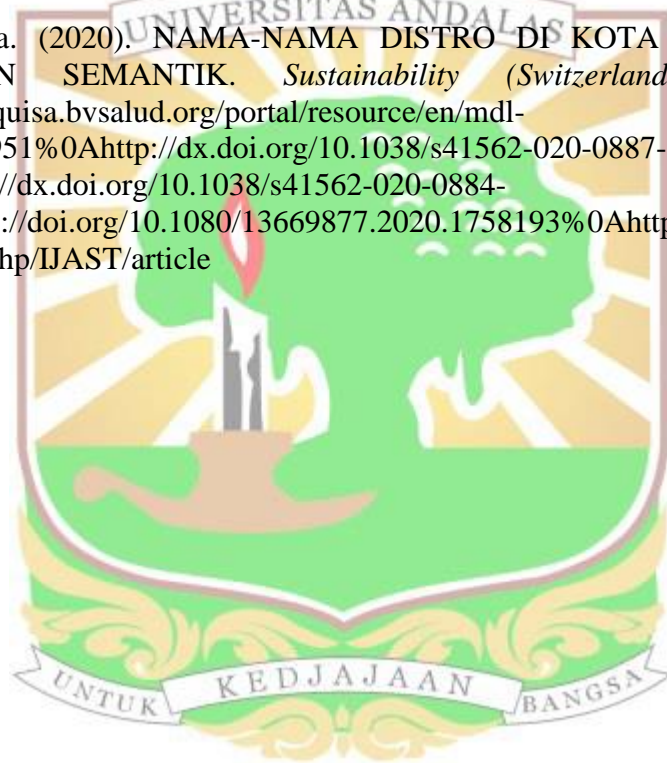 UNIVERSITAS ANDALAS
a. (2020). NAMA-NAMA DISTRO DI KOTA
N SEMANTIK. Sustainability (Switzerland
quisa.bvsalud.org/portal/resource/en/mdl-
951%0Ahttp://dx.doi.org/10.1038/s41562-020-0887-
://dx.doi.org/10.1038/s41562-020-0884-
://doi.org/10.1080/13669877.2020.1758193%0Ahttp
hp/IJAST/article
UNTUK KEDJAJAAN BANGSA